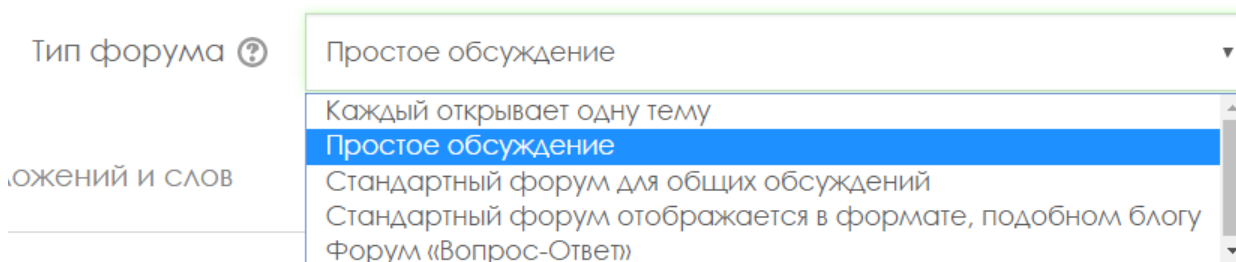 Тип форума
Простое обсуждение
Каждый открывает одну тему
Простое обсуждение
ложений и слов
Стандартный форум для общих обсуждений
Стандартный форум отображается в формате, подобном блогу
Форум «Вопрос-Ответ»